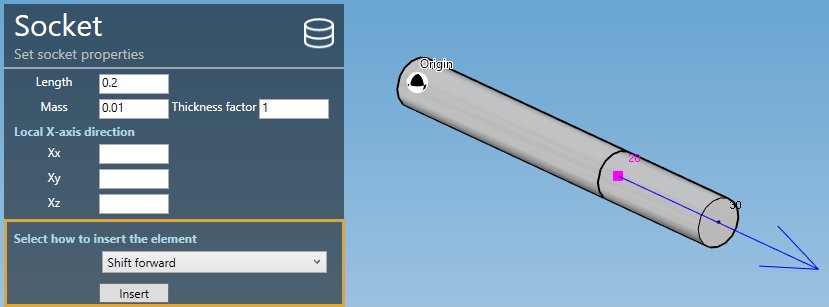 Socket
Set socket properties
Length 0.2
Mass 0.01 Thickness factor 1
Local X-axis direction
Xx
Xy
Xz
Select how to insert the element
Shift forward
Insert
Origin
20
30